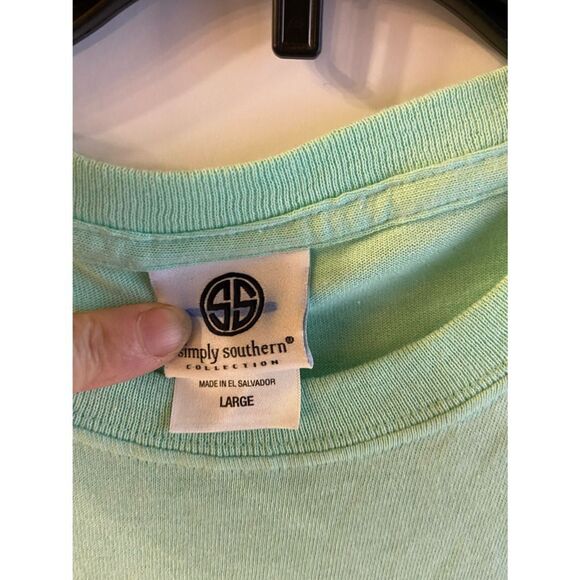 SS
simply southern®
COLLECTION
MADE IN EL SALVADOR
LARGE